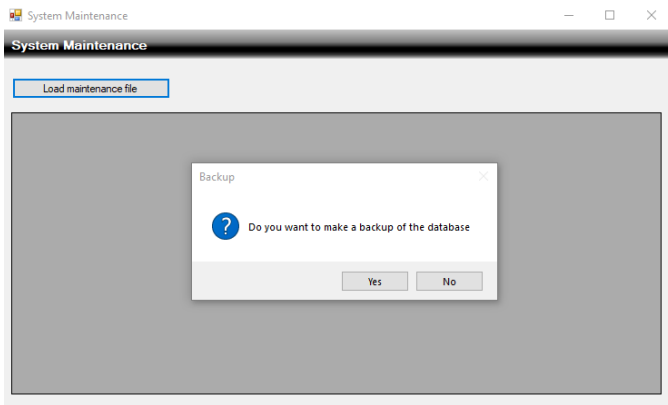 System Maintenance
System Maintenance
Load maintenance file
Backup
? Do you want to make a backup of the database
Yes No